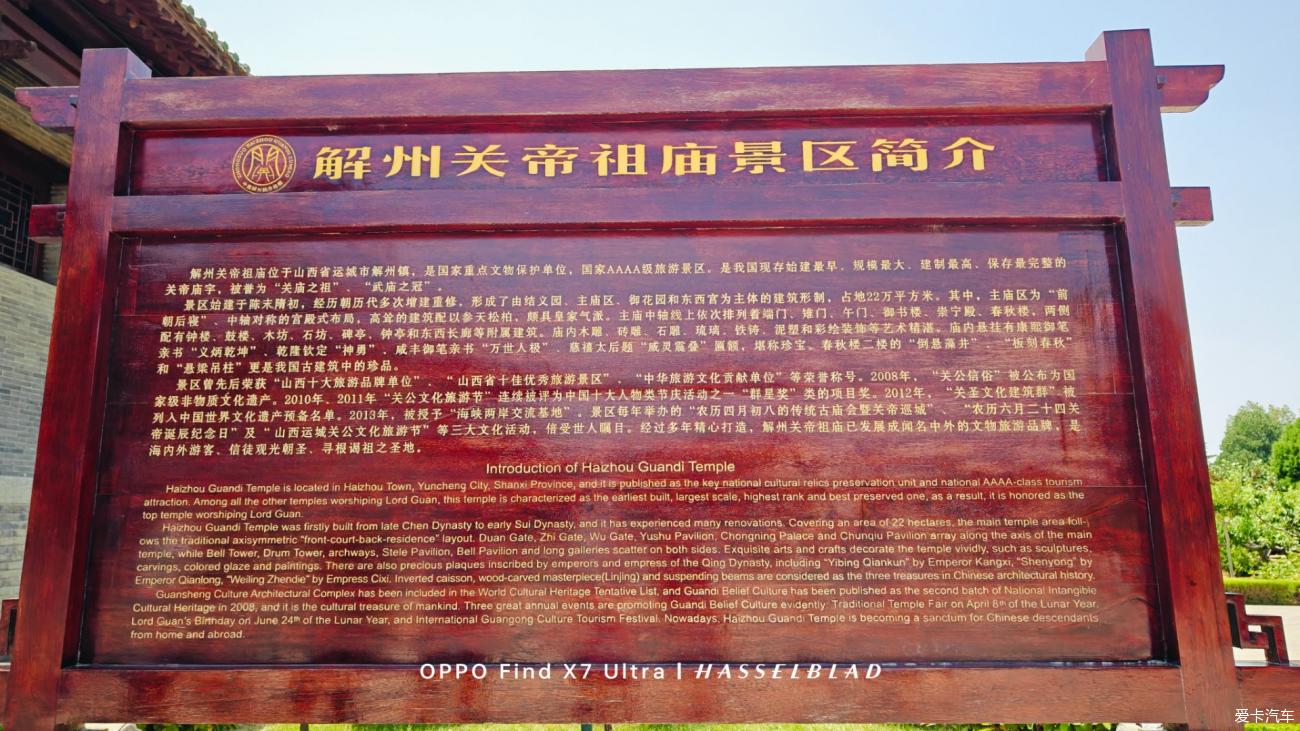 解州关帝祖庙景区简介
解州关帝祖庙位于山西省运城市解州镇，是国家重点文物保护单位，国家AAAA级旅游景区。是我国现存始建最早、规模最大、建制最高、保存最完整的
关帝庙宇，被誉为“关庙之祖”、“武庙之冠”。
景区始建于陈末隋初，经历朝历代多次增建重修，形成了由结义园、主庙区、御花园和东西宫为主体的建筑形制，占地22万平方米。其中，主庙区为“前
朝后寝”、中轴对称的宫殿式布局，高耸的建筑配以参天松柏，颇具皇家气派。主庙中轴线上依次排列着端门、雉门、午门、御书楼、崇宁殿、春秋楼，两侧
配有钟楼、鼓楼、木坊、石坊、碑亭、钟亭和东西长廊等附属建筑。庙内木雕、砖雕、石雕、琉璃、铁铸、泥塑和彩绘装饰等艺术精湛。庙内悬挂有康熙御笔
亲书“义炳乾坤”、乾隆钦定“神勇”、咸丰御笔亲书“万世人极”、慈禧太后题“威灵震叠”匾额，堪称珍宝。春秋楼二楼的“倒悬藻井”、“板刻春秋”
和“悬梁吊柱”更是我国古建筑中的珍品。
景区曾先后荣获“山西十大旅游品牌单位”、“山西省十佳优秀旅游景区”、“中华旅游文化贡献单位”等荣誉称号。2008年，“关公信俗”被公布为国
家级非物质文化遗产。2010年、2011年“关公文化旅游节”连续被评为中国十大人物类节庆活动之一“群星奖”类的项目奖。2012年，“关圣文化建筑群”被
列入中国世界文化遗产预备名单。2013年，被授予“海峡两岸交流基地”。景区每年举办的“农历四月初八的传统古庙会暨关帝巡城”、“农历六月二十四关
帝诞辰纪念日”及“山西运城关公文化旅游节”等三大文化活动，倍受世人瞩目。经过多年精心打造，解州关帝祖庙已发展成闻名中外的文物旅游品牌，是
海内外游客、信徒观光朝圣、寻根谒祖之圣地。
Introduction of Haizhou Guandi Temple
Haizhou Guandi Temple is located in Haizhou Town, Yuncheng City, Shanxi Province, and it is published as the key national cultural relics preservation unit and national AAAA-class tourism
attraction. Among all the other temples worshiping Lord Guan, this temple is characterized as the earliest built, largest scale, highest rank and best preserved one, as a result, it is honored as the
top temple worshiping Lord Guan.
Haizhou Guandi Temple was firstly built from late Chen Dynasty to early Sui Dynasty, and it has experienced many renovations. Covering an area of 22 hectares, the main temple area foll-
ows the traditional axisymmetric "front-court-back-residence" layout. Duan Gate, Zhi Gate, Wu Gate, Yushu Pavilion, Chongning Palace and Chunqiu Pavilion array along the axis of the main
temple, while Bell Tower, Drum Tower, archways, Stele Pavilion, Bell Pavilion and long galleries scatter on both sides. Exquisite arts and crafts decorate the temple vividly, such as sculptures,
carvings, colored glaze and paintings. There are also precious plaques inscribed by emperors and empress of the Qing Dynasty, including "Yibing Qiankun" by Emperor Kangxi, "Shenyong" by
Emperor Qianlong, "Weiling Zhendie" by Empress Cixi. Inverted caisson, wood-carved masterpiece(Linjing) and suspending beams are considered as the three treasures in Chinese architectural history.
Guansheng Culture Architectural Complex has been included in the World Cultural Heritage Tentative List, and Guandi Belief Culture has been published as the second batch of National Intangible
Cultural Heritage in 2008, and it is the cultural treasure of mankind. Three great annual events are promoting Guandi Belief Culture evidently: Traditional Temple Fair on April 8th of the Lunar Year,
Lord Guan's Birthday on June 24th of the Lunar Year, and International Guangong Culture Tourism Festival. Nowadays, Haizhou Guandi Temple is becoming a sanctum for Chinese descendants
from home and abroad.
OPPO Find X7 Ultra | HASSELBLAD
爱卡汽车